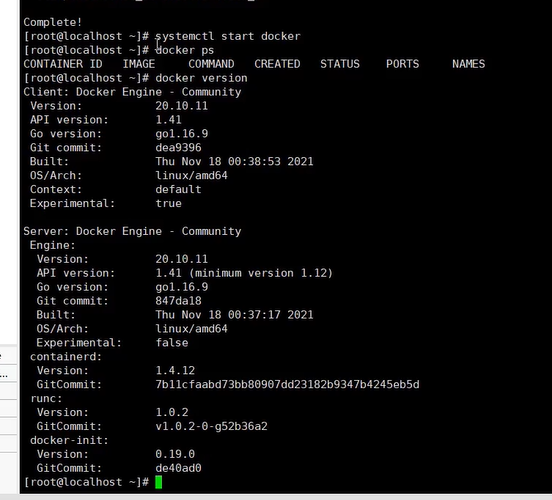 Complete!
[root@localhost ~]# systemctl start docker
[root@localhost ~]# docker ps
CONTAINER ID   IMAGE     COMMAND   CREATED   STATUS    PORTS     NAMES
[root@localhost ~]# docker version
Client: Docker Engine - Community
 Version:           20.10.11
 API version:       1.41
 Go version:        go1.16.9
 Git commit:        dea9396
 Built:             Thu Nov 18 00:38:53 2021
 OS/Arch:           linux/amd64
 Context:           default
 Experimental:      true

Server: Docker Engine - Community
 Engine:
  Version:          20.10.11
  API version:      1.41 (minimum version 1.12)
  Go version:       go1.16.9
  Git commit:       847da18
  Built:            Thu Nov 18 00:37:17 2021
  OS/Arch:          linux/amd64
  Experimental:     false
 containerd:
  Version:          1.4.12
  GitCommit:        7b11cfaabd73bb80907dd23182b9347b4245eb5d
 runc:
  Version:          1.0.2
  GitCommit:        v1.0.2-0-g52b36a2
 docker-init:
  Version:          0.19.0
  GitCommit:        de40ad0
[root@localhost ~]#